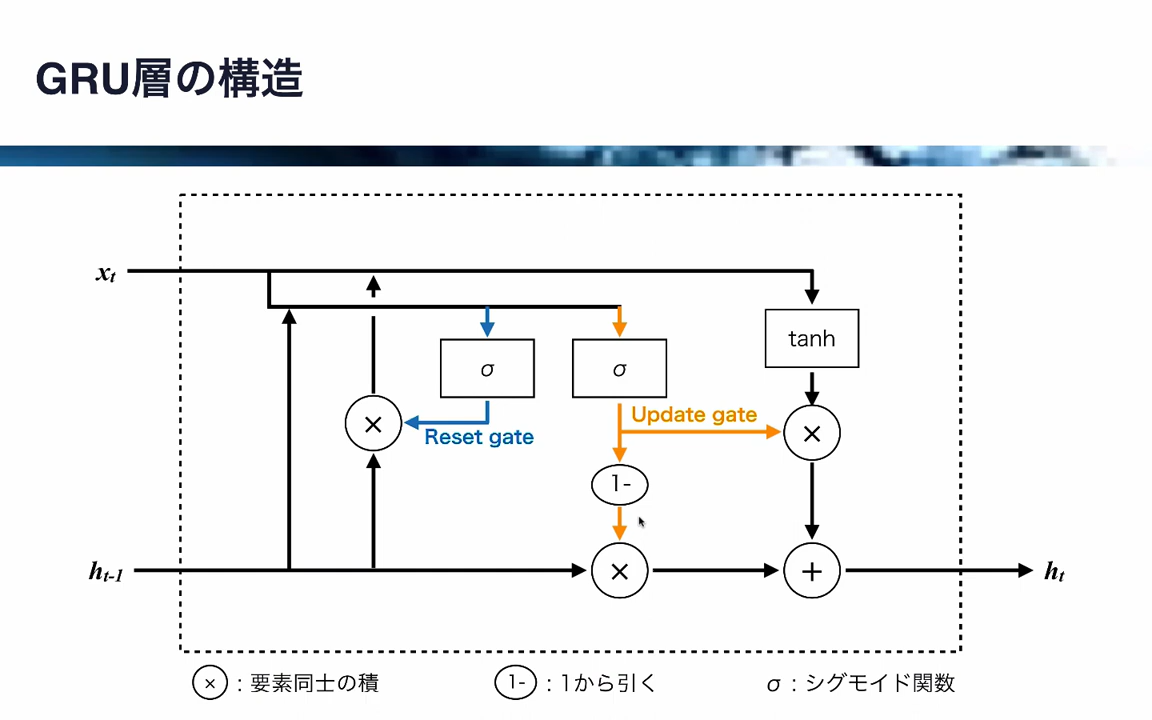 GRU層の構造
xt
tanh
σ
σ
×
Reset gate
Update gate
×
1-
ht-1
×
+
ht
× : 要素同士の積
1- : 1から引く
σ : シグモイド関数